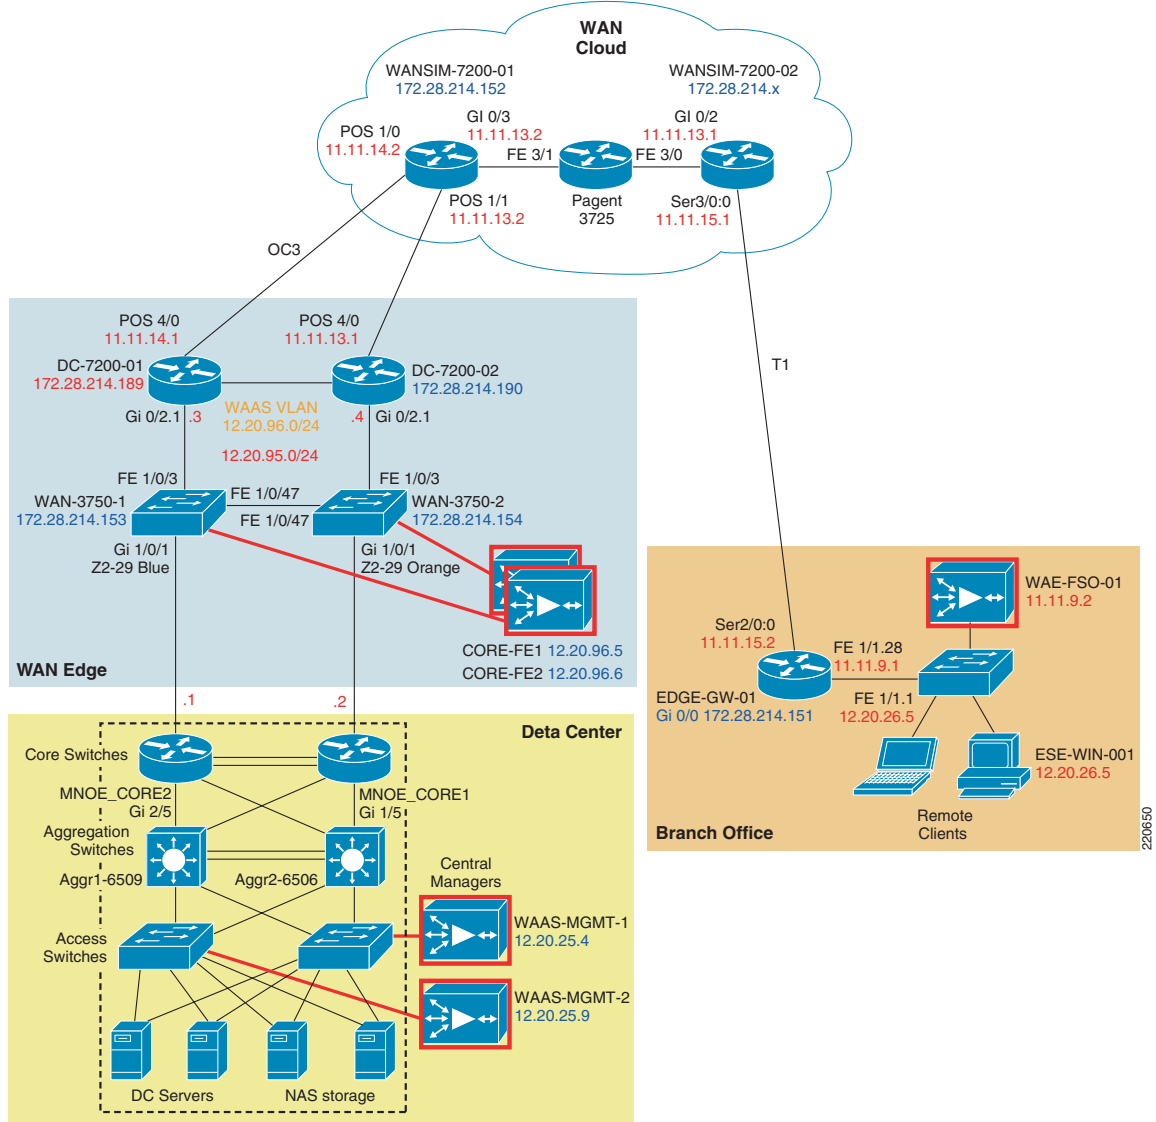 WAN
Cloud
WANSIM-7200-01
172.28.214.152
WANSIM-7200-02
172.28.214.x
POS 1/0
11.11.14.2
GI 0/3
11.11.13.2
GI 0/2
11.11.13.1
FE 3/1
FE 3/0
POS 1/1
11.11.13.2
Pagent
3725
Ser3/0:0
11.11.15.1
OC3
T1
POS 4/0
11.11.14.1
POS 4/0
11.11.13.1
DC-7200-01
172.28.214.189
DC-7200-02
172.28.214.190
Gi 0/2.1
.3
WAAS VLAN
12.20.96.0/24
.4
Gi 0/2.1
12.20.95.0/24
FE 1/0/3
FE 1/0/3
WAN-3750-1
172.28.214.153
FE 1/0/47
FE 1/0/47
WAN-3750-2
172.28.214.154
Gi 1/0/1
Z2-29 Blue
Gi 1/0/1
Z2-29 Orange
CORE-FE1 12.20.96.5
CORE-FE2 12.20.96.6
WAN Edge
.1
.2
WAE-FSO-01
11.11.9.2
Ser2/0:0
11.11.15.2
FE 1/1.28
11.11.9.1
EDGE-GW-01
Gi 0/0 172.28.214.151
FE 1/1.1
12.20.26.5
ESE-WIN-001
12.20.26.5
Remote
Clients
Branch Office
220650
Deta Center
Core Switches
MNOE_CORE2
Gi 2/5
MNOE_CORE1
Gi 1/5
Aggregation
Switches
Aggr1-6509
Aggr2-6506
Central
Managers
WAAS-MGMT-1
12.20.25.4
Access
Switches
WAAS-MGMT-2
12.20.25.9
DC Servers
NAS storage